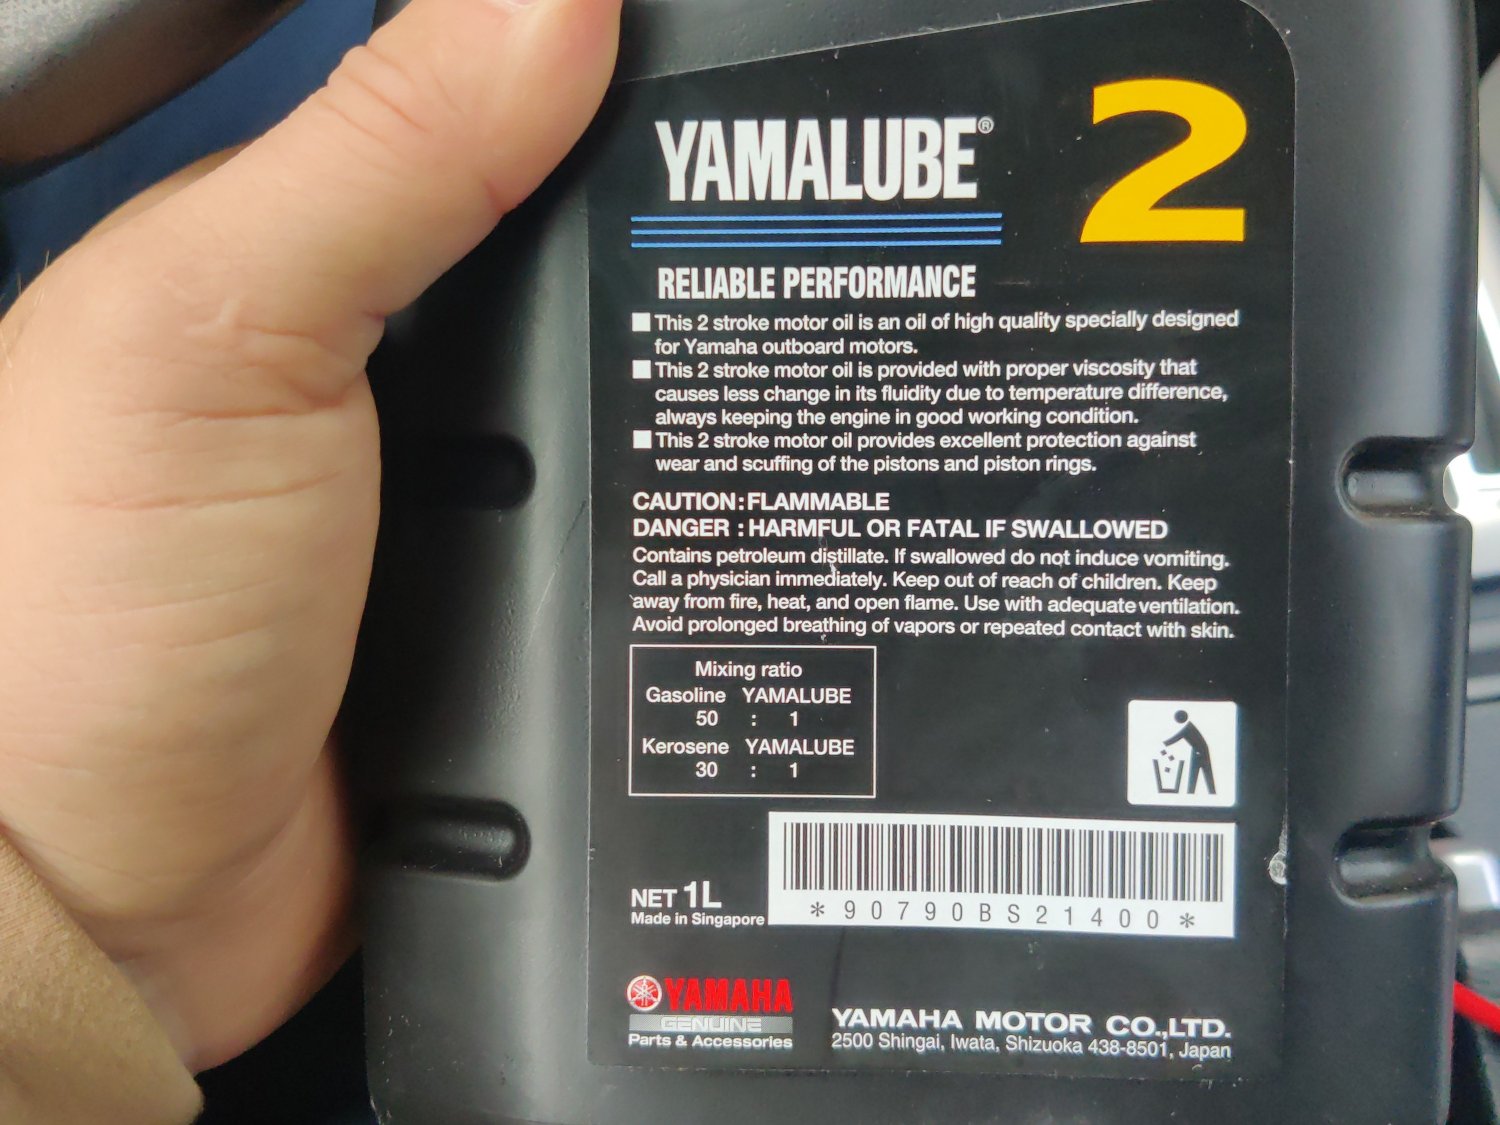 YAMALUBE® 2
RELIABLE PERFORMANCE
■ This 2 stroke motor oil is an oil of high quality specially designed
for Yamaha outboard motors.
■ This 2 stroke motor oil is provided with proper viscosity that
causes less change in its fluidity due to temperature difference,
always keeping the engine in good working condition.
■ This 2 stroke motor oil provides excellent protection against
wear and scuffing of the pistons and piston rings.
CAUTION: FLAMMABLE
DANGER : HARMFUL OR FATAL IF SWALLOWED
Contains petroleum distillate. If swallowed do not induce vomiting.
Call a physician immediately. Keep out of reach of children. Keep
away from fire, heat, and open flame. Use with adequate ventilation.
Avoid prolonged breathing of vapors or repeated contact with skin.
Mixing ratio
Gasoline YAMALUBE
50 : 1
Kerosene YAMALUBE
30 : 1
NET 1L
Made in Singapore
*90790BS21400*
YAMAHA
GENUINE
Parts & Accessories
YAMAHA MOTOR CO.,LTD.
2500 Shingai, Iwata, Shizuoka 438-8501, Japan